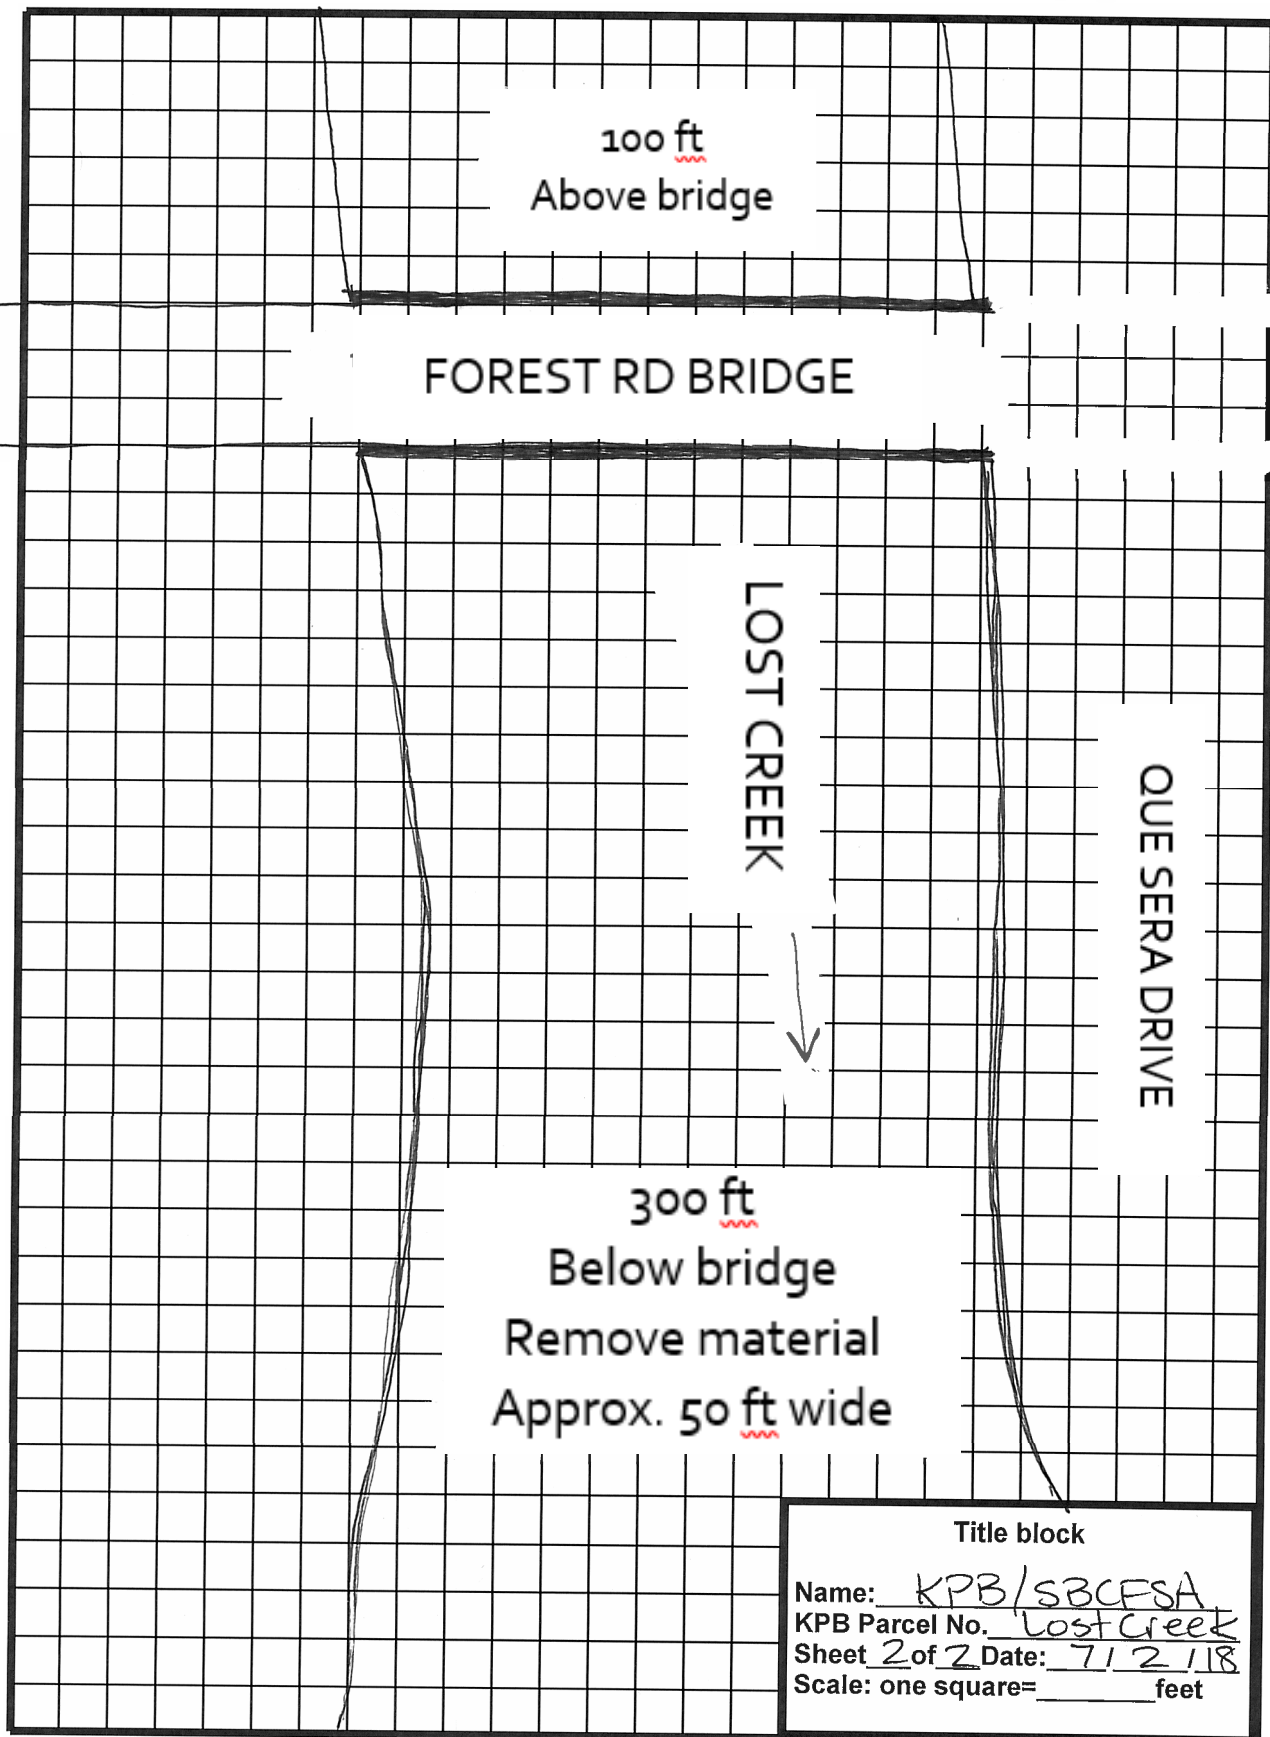 100 ft
Above bridge
FOREST RD BRIDGE
LOST CREEK
QUE SERA DRIVE
300 ft
Below bridge
Remove material
Approx. 50 ft wide
Title block
Name: KPB/SBCFSA
KPB Parcel No. Lost Creek
Sheet 2 of 2 Date: 7/2/18
Scale: one square=________feet